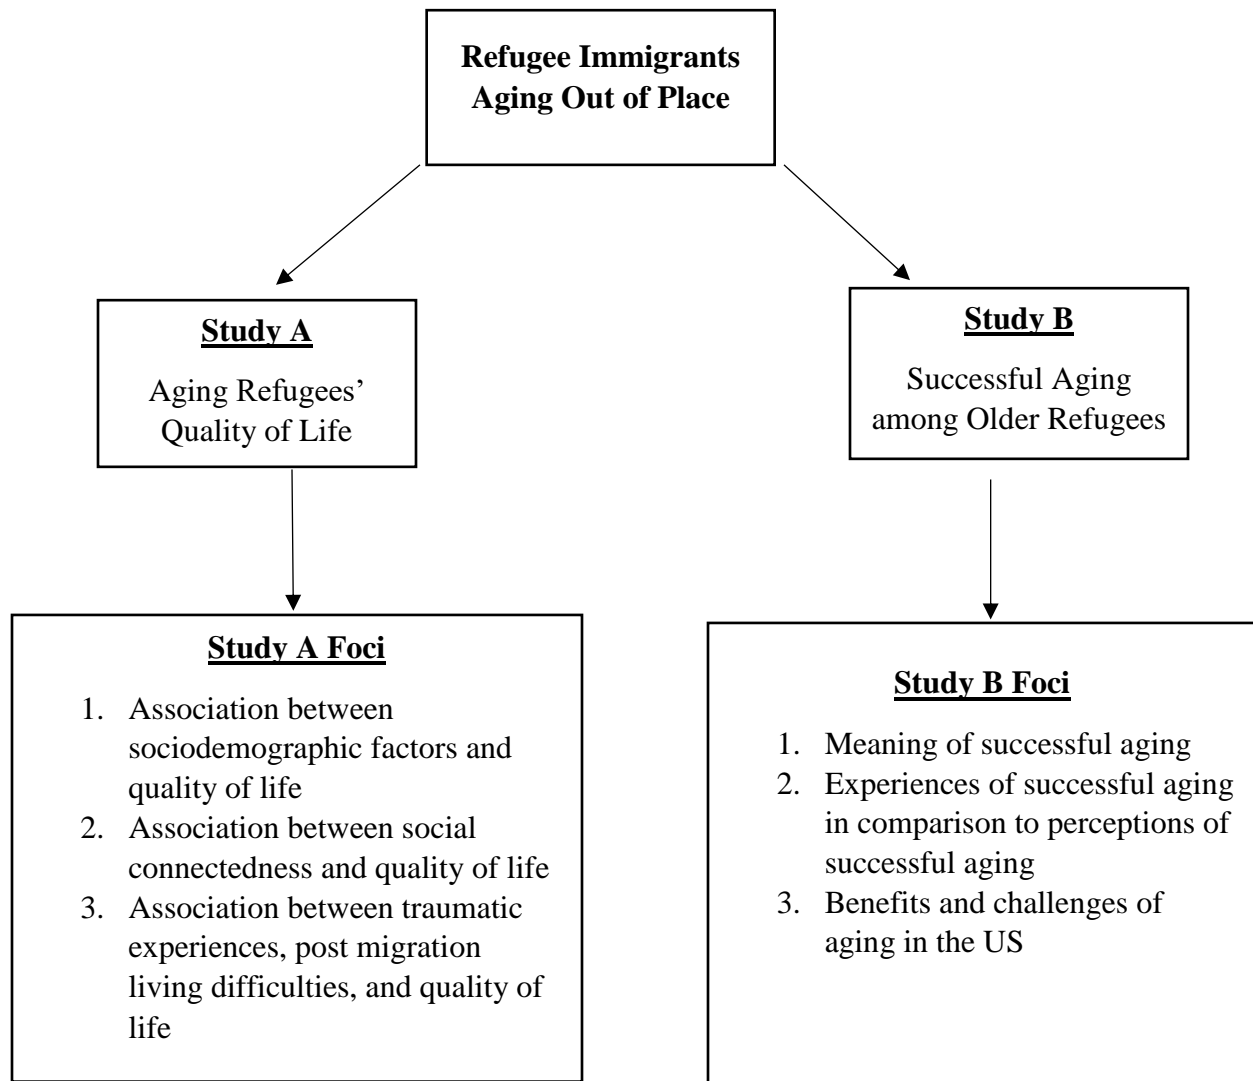 Refugee Immigrants
Aging Out of Place
Study A
Aging Refugees’
Quality of Life
Study B
Successful Aging
among Older Refugees
Study A Foci
1. Association between
sociodemographic factors and
quality of life
2. Association between social
connectedness and quality of life
3. Association between traumatic
experiences, post migration
living difficulties, and quality of
life
Study B Foci
1. Meaning of successful aging
2. Experiences of successful aging
in comparison to perceptions of
successful aging
3. Benefits and challenges of
aging in the US